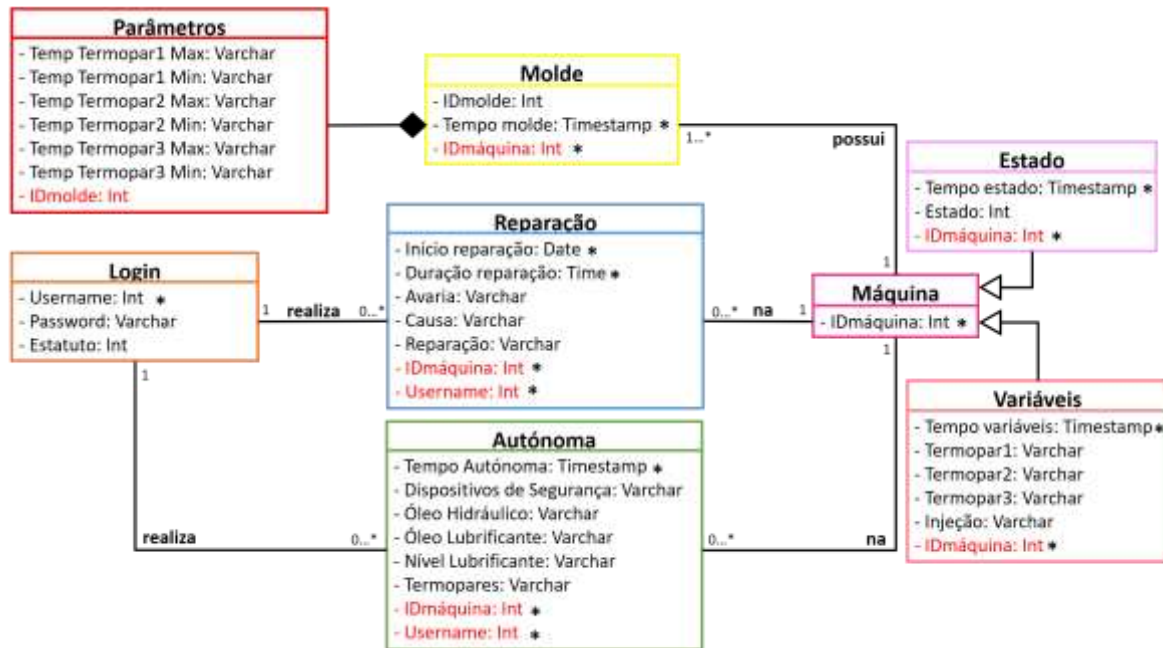 Parâmetros
- Temp Termopar1 Max: Varchar
- Temp Termopar1 Min: Varchar
- Temp Termopar2 Max: Varchar
- Temp Termopar2 Min: Varchar
- Temp Termopar3 Max: Varchar
- Temp Termopar3 Min: Varchar
- IDmolde: Int
Molde
- IDmolde: Int
- Tempo molde: Timestamp *
- IDmáquina: Int *
1...*
possui
1
Estado
- Tempo estado: Timestamp *
- Estado: Int
- IDmáquina: Int *
Login
- Username: Int *
- Password: Varchar
- Estatuto: Int
1 realiza 0...*
Reparação
- Início reparação: Date *
- Duração reparação: Time *
- Avaria: Varchar
- Causa: Varchar
- Reparação: Varchar
- IDmáquina: Int *
- Username: Int *
0...* na 1
Máquina
- IDmáquina: Int *
1
1
Variáveis
- Tempo variáveis: Timestamp *
- Termopar1: Varchar
- Termopar2: Varchar
- Termopar3: Varchar
- Injeção: Varchar
- IDmáquina: Int *
realiza 0...*
Autónoma
- Tempo Autónoma: Timestamp *
- Dispositivos de Segurança: Varchar
- Óleo Hidráulico: Varchar
- Óleo Lubrificante: Varchar
- Nível Lubrificante: Varchar
- Termopares: Varchar
- IDmáquina: Int *
- Username: Int *
0...* na